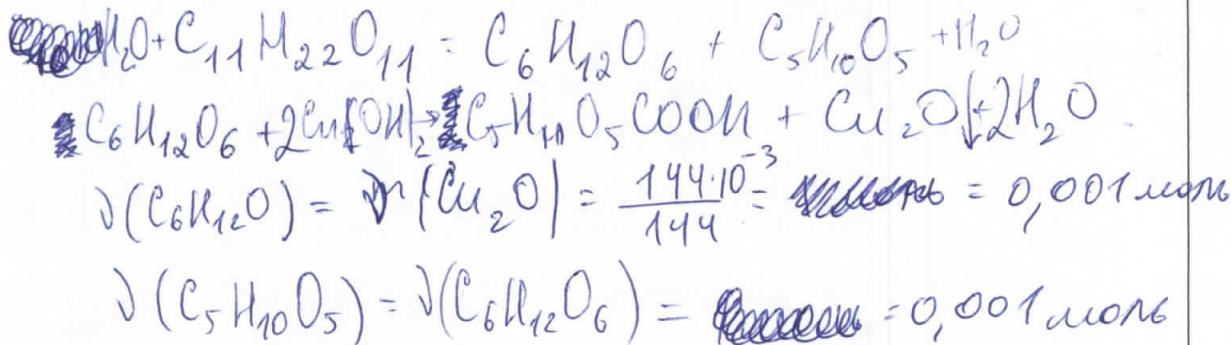 H₂O + C₁₁H₂₂O₁₁ = C₆H₁₂O₆ + C₅H₁₀O₅ + H₂O
C₆H₁₂O₆ + 2Cu(OH)₂ → C₅H₁₁O₅COOH + Cu₂O↓ + 2H₂O
ν(C₆H₁₂O) = ν(Cu₂O) = 144·10⁻³/144 = = 0,001 моль
ν(C₅H₁₀O₅) = ν(C₆H₁₂O₆) = = 0,001 моль